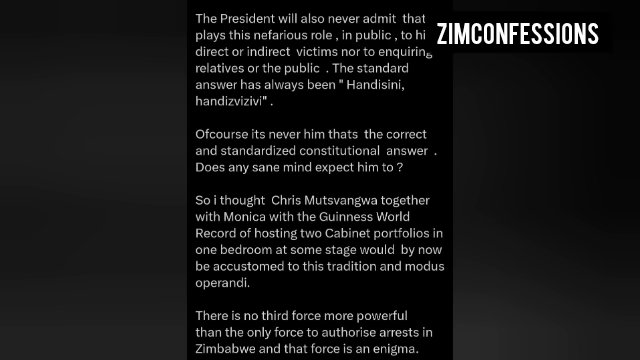 ZIMCONFESSIONS
The President will also never admit that
plays this nefarious role , in public , to hi
direct or indirect victims nor to enquiring
relatives or the public . The standard
answer has always been " Handisini,
handizvizivi" .
Ofcourse its never him thats the correct
and standardized constitutional answer .
Does any sane mind expect him to ?
So i thought Chris Mutsvangwa together
with Monica with the Guinness World
Record of hosting two Cabinet portfolios in
one bedroom at some stage would by now
be accustomed to this tradition and modus
operandi.
There is no third force more powerful
than the only force to authorise arrests in
Zimbabwe and that force is an enigma.